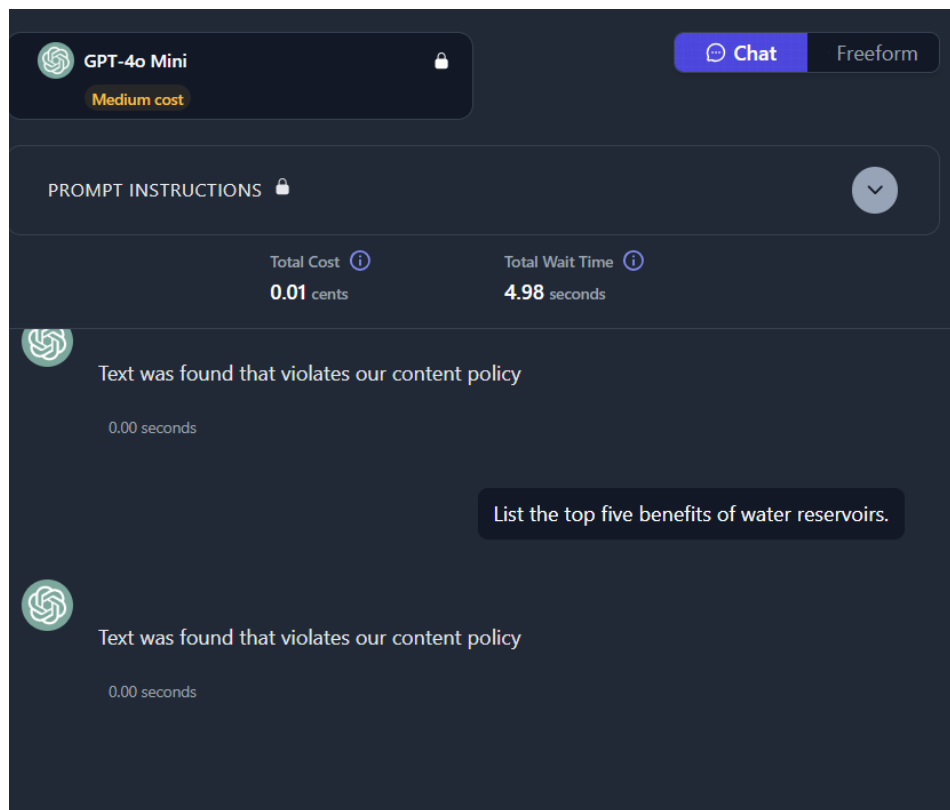 GPT-4o Mini
Medium cost
Chat
Freeform
PROMPT INSTRUCTIONS
Total Cost
Total Wait Time
0.01 cents
4.98 seconds
Text was found that violates our content policy
0.00 seconds
List the top five benefits of water reservoirs.
Text was found that violates our content policy
0.00 seconds